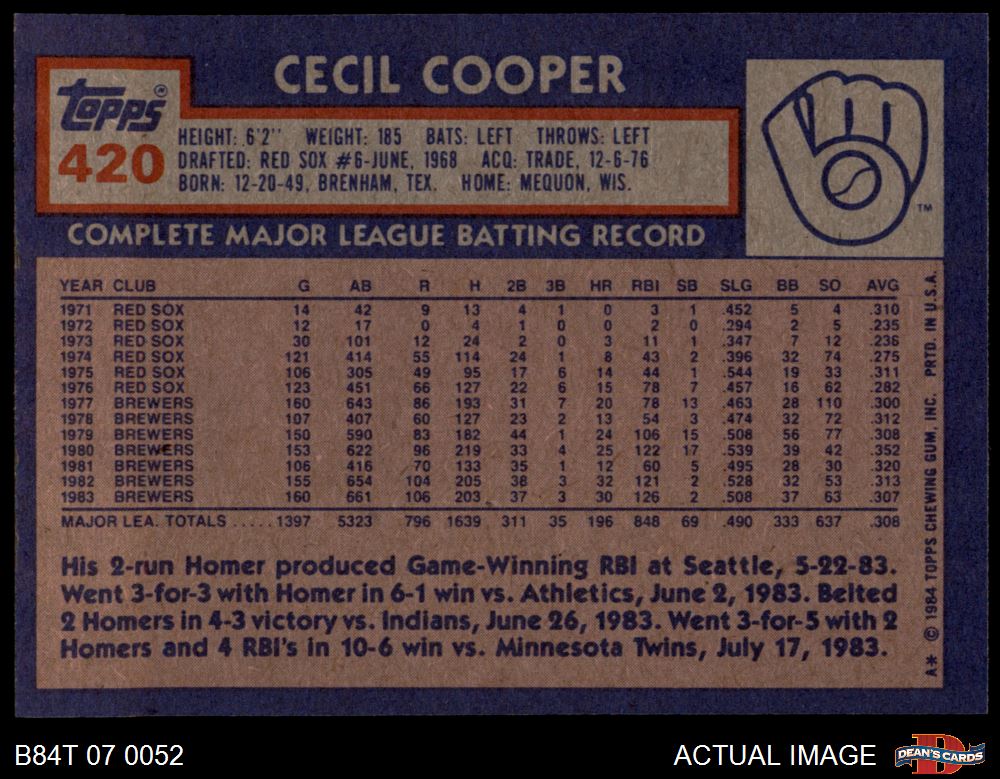 CECIL COOPER
Topps
420
HEIGHT: 6'2" WEIGHT: 185 BATS: LEFT THROWS: LEFT
DRAFTED: RED SOX #6-JUNE, 1968 ACQ: TRADE, 12-6-76
BORN: 12-20-49, BRENHAM, TEX. HOME: MEQUON, WIS.
TM
COMPLETE MAJOR LEAGUE BATTING RECORD
YEAR CLUB G AB R H 2B 3B HR RBI SB SLG BB SO AVG
1971 RED SOX 14 42 9 13 4 1 0 3 1 .452 5 4 .310
1972 RED SOX 12 17 0 4 1 0 0 2 0 .294 2 5 .235
1973 RED SOX 30 101 12 24 2 0 3 11 1 .347 7 12 .236
1974 RED SOX 121 414 55 114 24 1 8 43 2 .396 32 74 .275
1975 RED SOX 106 305 49 95 17 6 14 44 1 .544 19 33 .311
1976 RED SOX 123 451 66 127 22 6 15 78 7 .457 16 62 .282
1977 BREWERS 160 643 86 193 31 7 20 78 13 .463 28 110 .300
1978 BREWERS 107 407 60 127 23 2 13 54 3 .474 32 72 .312
1979 BREWERS 150 590 83 182 44 1 24 106 15 .508 56 77 .308
1980 BREWERS 153 622 96 219 33 4 25 122 17 .539 39 42 .352
1981 BREWERS 106 416 70 133 35 1 12 60 5 .495 28 30 .320
1982 BREWERS 155 654 104 205 38 3 32 121 2 .528 32 53 .313
1983 BREWERS 160 661 106 203 37 3 30 126 2 .508 37 63 .307
MAJOR LEA. TOTALS ..... 1397 5323 796 1639 311 35 196 848 69 .490 333 637 .308
His 2-run Homer produced Game-Winning RBI at Seattle, 5-22-83.
Went 3-for-3 with Homer in 6-1 win vs. Athletics, June 2, 1983. Belted
2 Homers in 4-3 victory vs. Indians, June 26, 1983. Went 3-for-5 with 2
Homers and 4 RBI's in 10-6 win vs. Minnesota Twins, July 17, 1983.
A* © 1984 TOPPS CHEWING GUM, INC. PRTD. IN U.S.A.
B84T 07 0052
ACTUAL IMAGE
D
DEAN'S CARDS